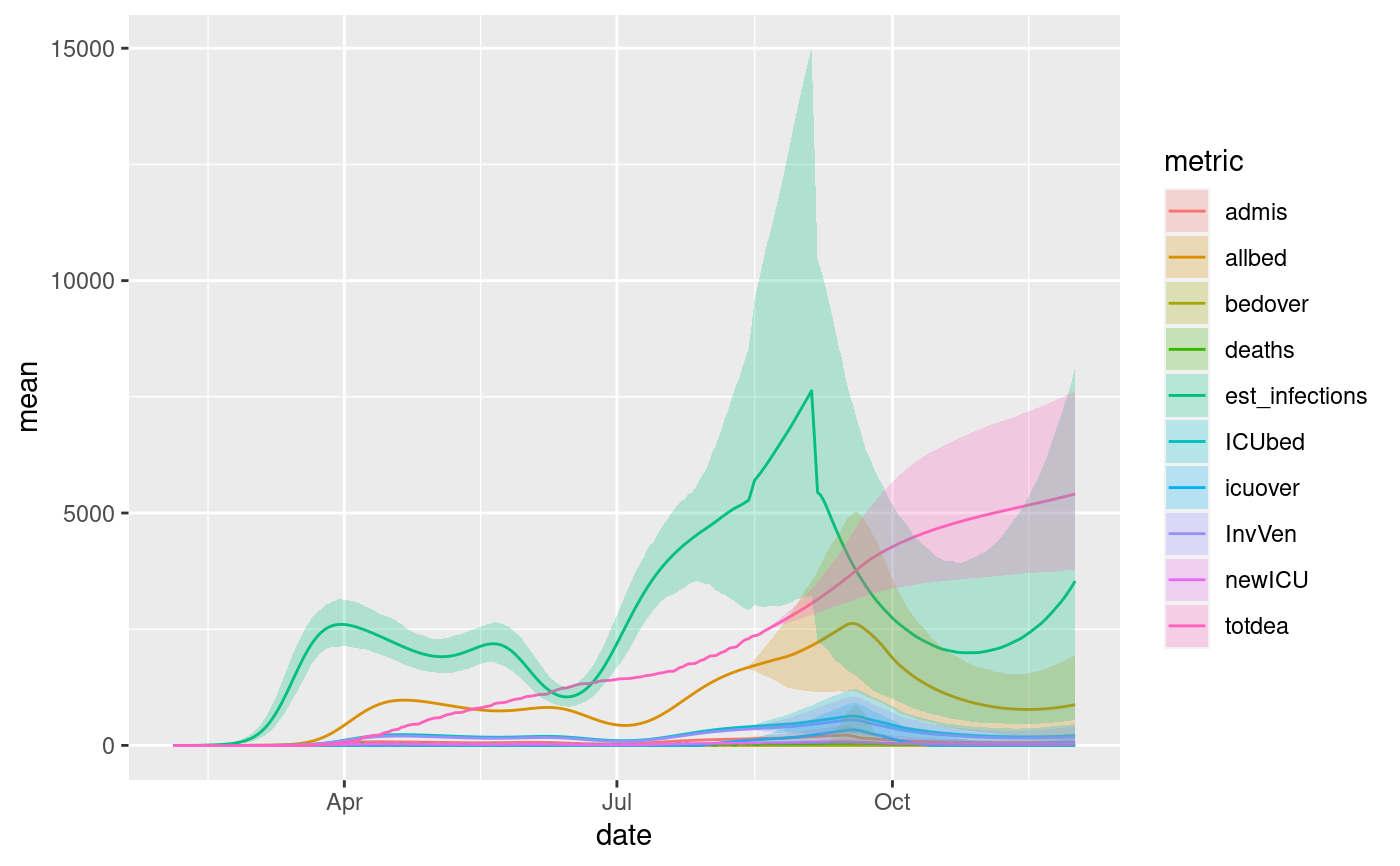 15000
10000
5000
0
mean
Apr
Jul
Oct
date
metric
admis
allbed
bedover
deaths
est_infections
ICUbed
icuover
InvVen
newICU
totdea